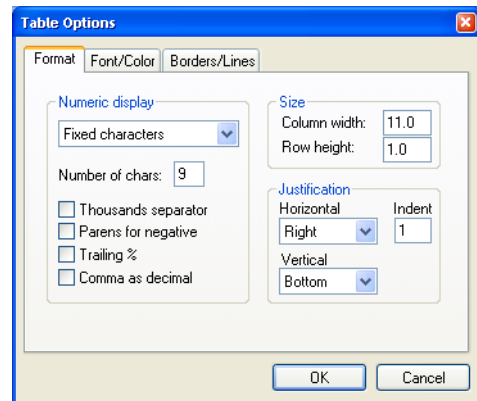 Table Options
Format Font/Color Borders/Lines
Numeric display
Fixed characters
Number of chars: 9
Thousands separator
Parens for negative
Trailing %
Comma as decimal
Size
Column width: 11.0
Row height: 1.0
Justification
Horizontal Indent
Right 1
Vertical
Bottom
OK Cancel